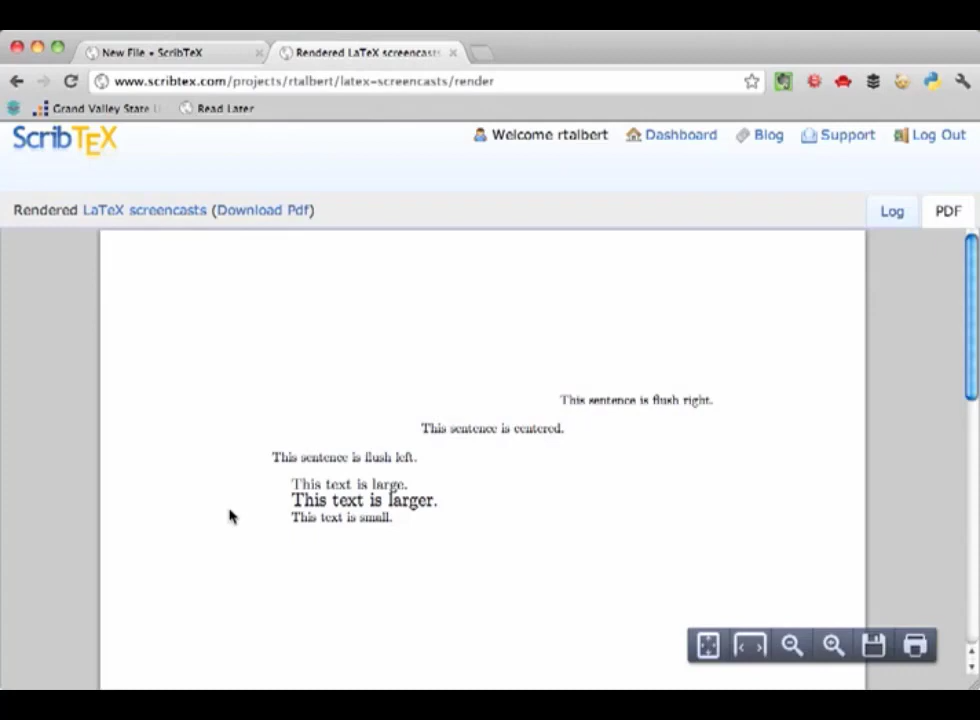 New File • ScribTeX
Rendered LaTeX screencasts
www.scribtex.com/projects/rtalbert/latex-screencasts/render
Grand Valley State U
Read Later
ScribTEX
Welcome rtalbert
Dashboard
Blog
Support
Log Out
Rendered LaTeX screencasts (Download Pdf)
Log
PDF
This sentence is flush right.
This sentence is centered.
This sentence is flush left.
This text is large.
This text is larger.
This text is small.